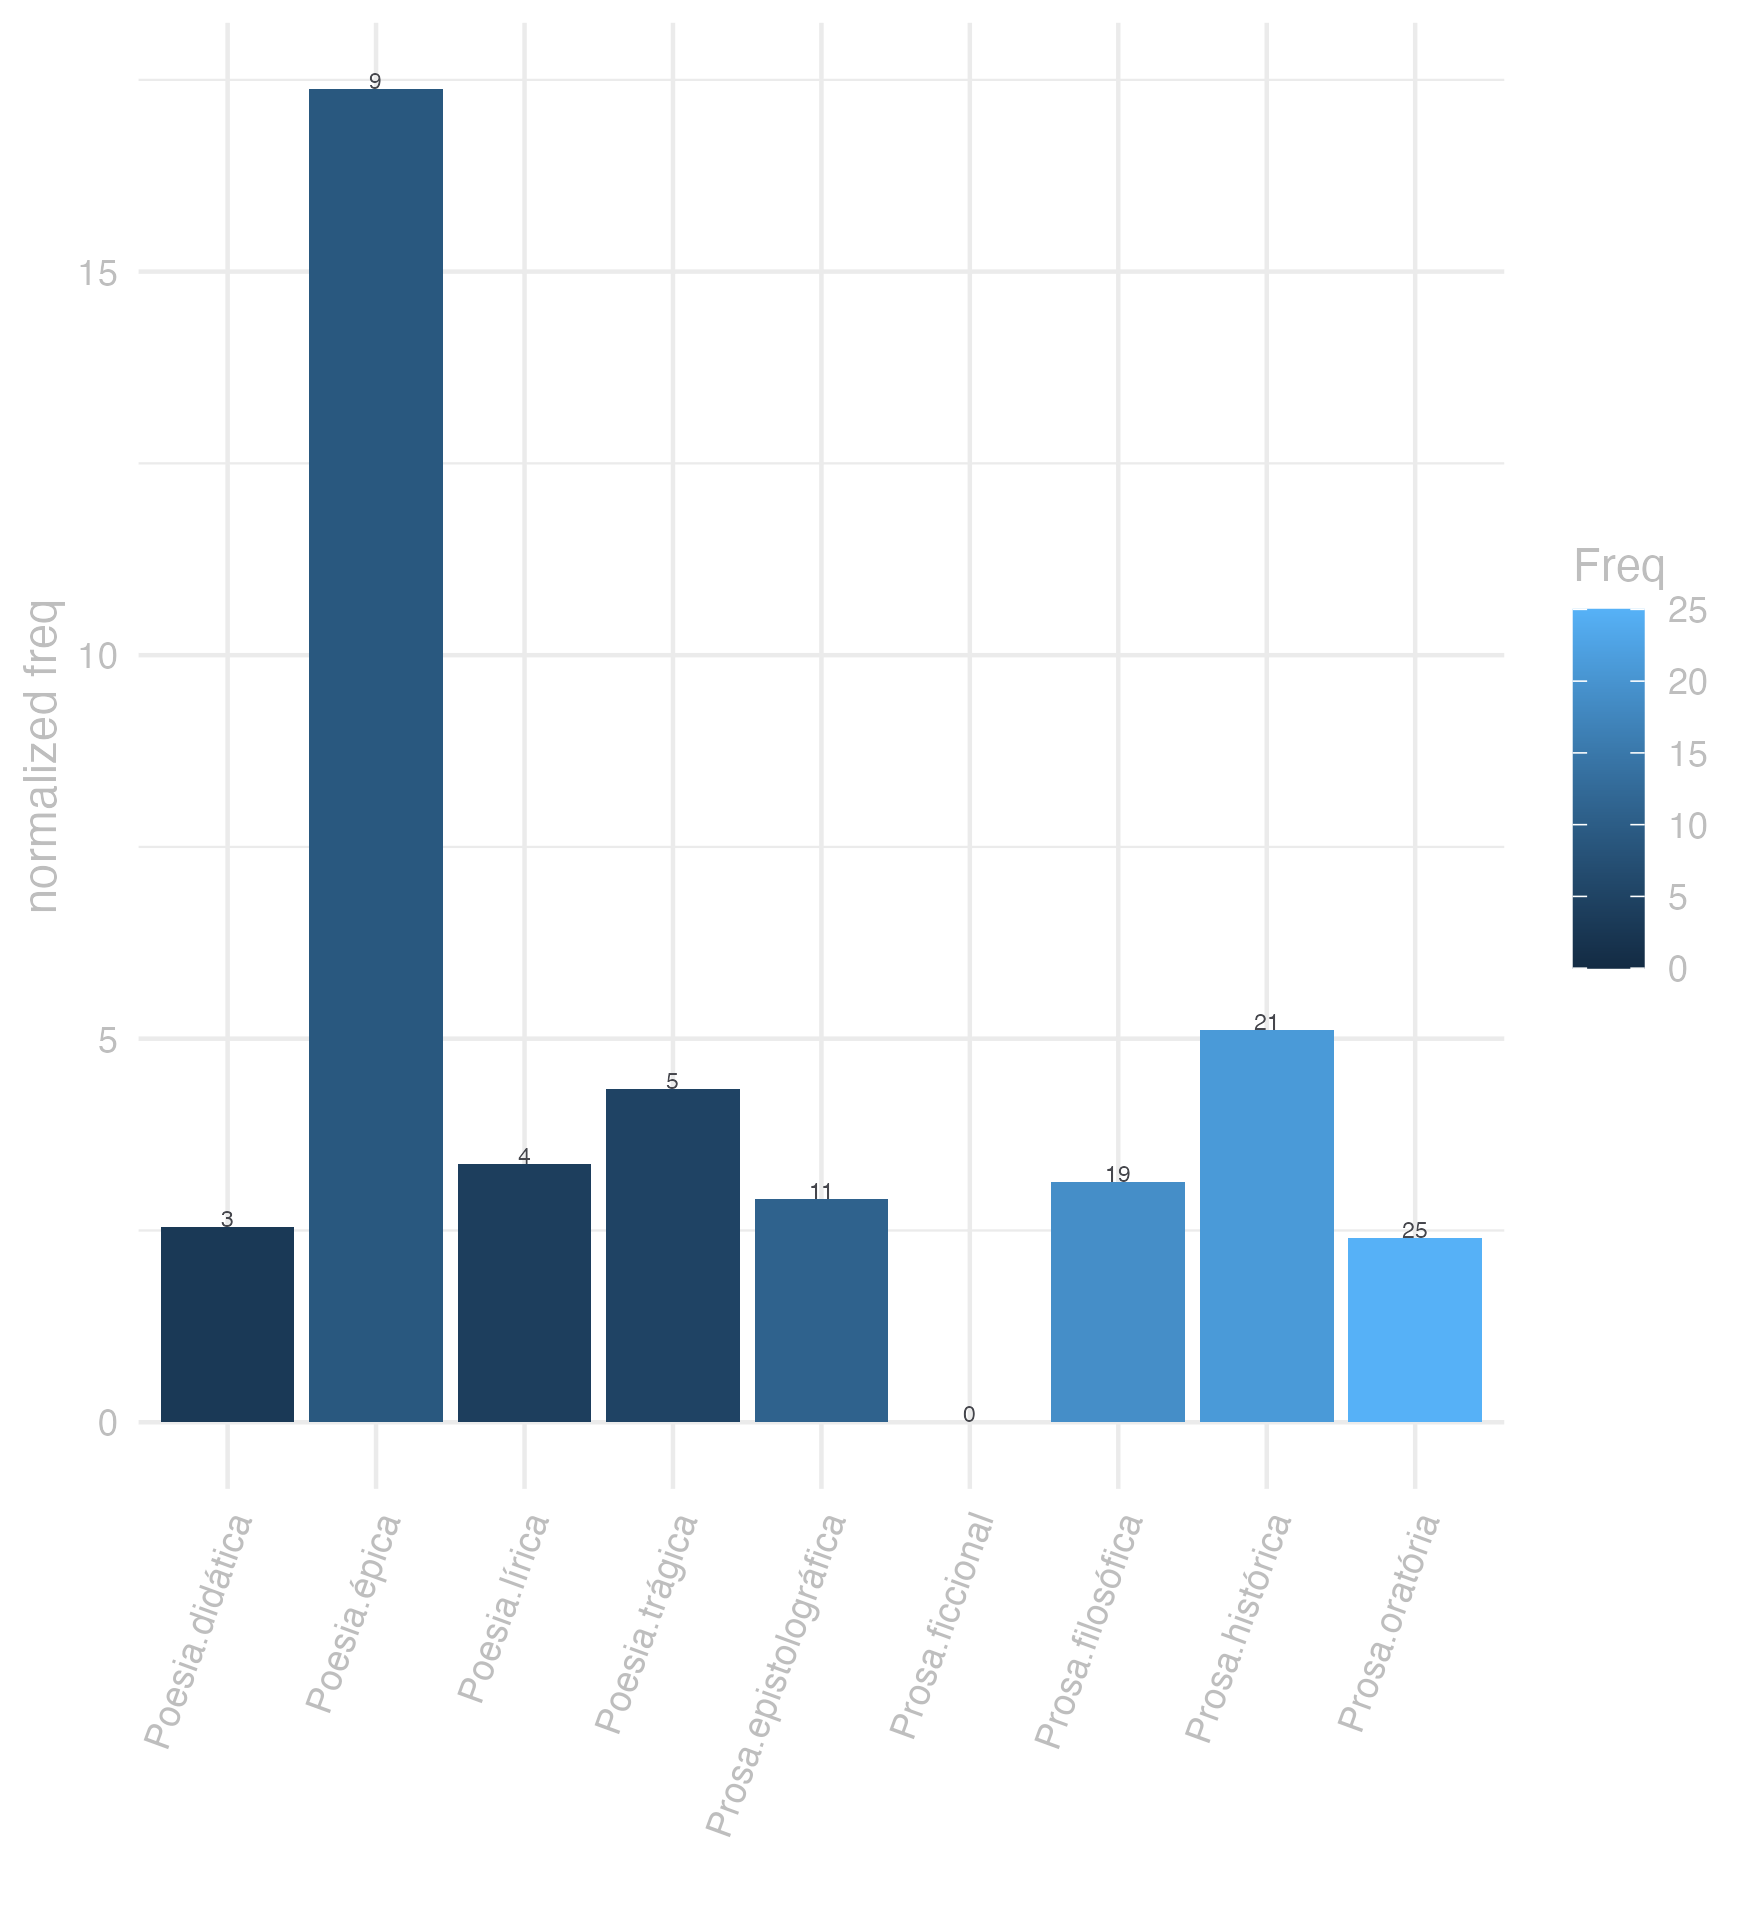 normalized freq
15
10
5
0
9
3
4
5
11
0
19
21
25
Poesia.didática
Poesia.épica
Poesia.lírica
Poesia.trágica
Prosa.epistolográfica
Prosa.ficcional
Prosa.filosófica
Prosa.histórica
Prosa.oratória
Freq
25
20
15
10
5
0